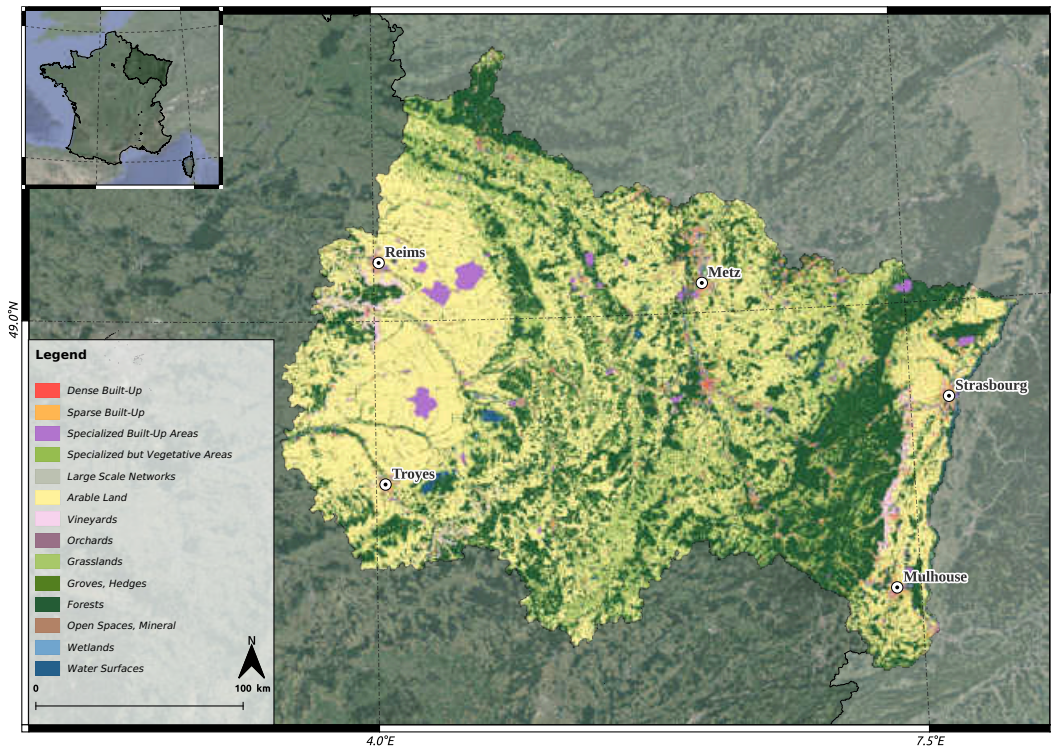 Reims
Metz
49.0°N
Legend
Strasbourg
Dense Built-Up
Sparse Built-Up
Specialized Built-Up Areas
Specialized but Vegetative Areas
Large Scale Networks
Troyes
Arable Land
Vineyards
Orchards
Grasslands
Groves, Hedges
Mulhouse
Forests
Open Spaces, Mineral
Wetlands
N
Water Surfaces
0 100 km
4.0°E 7.5°E